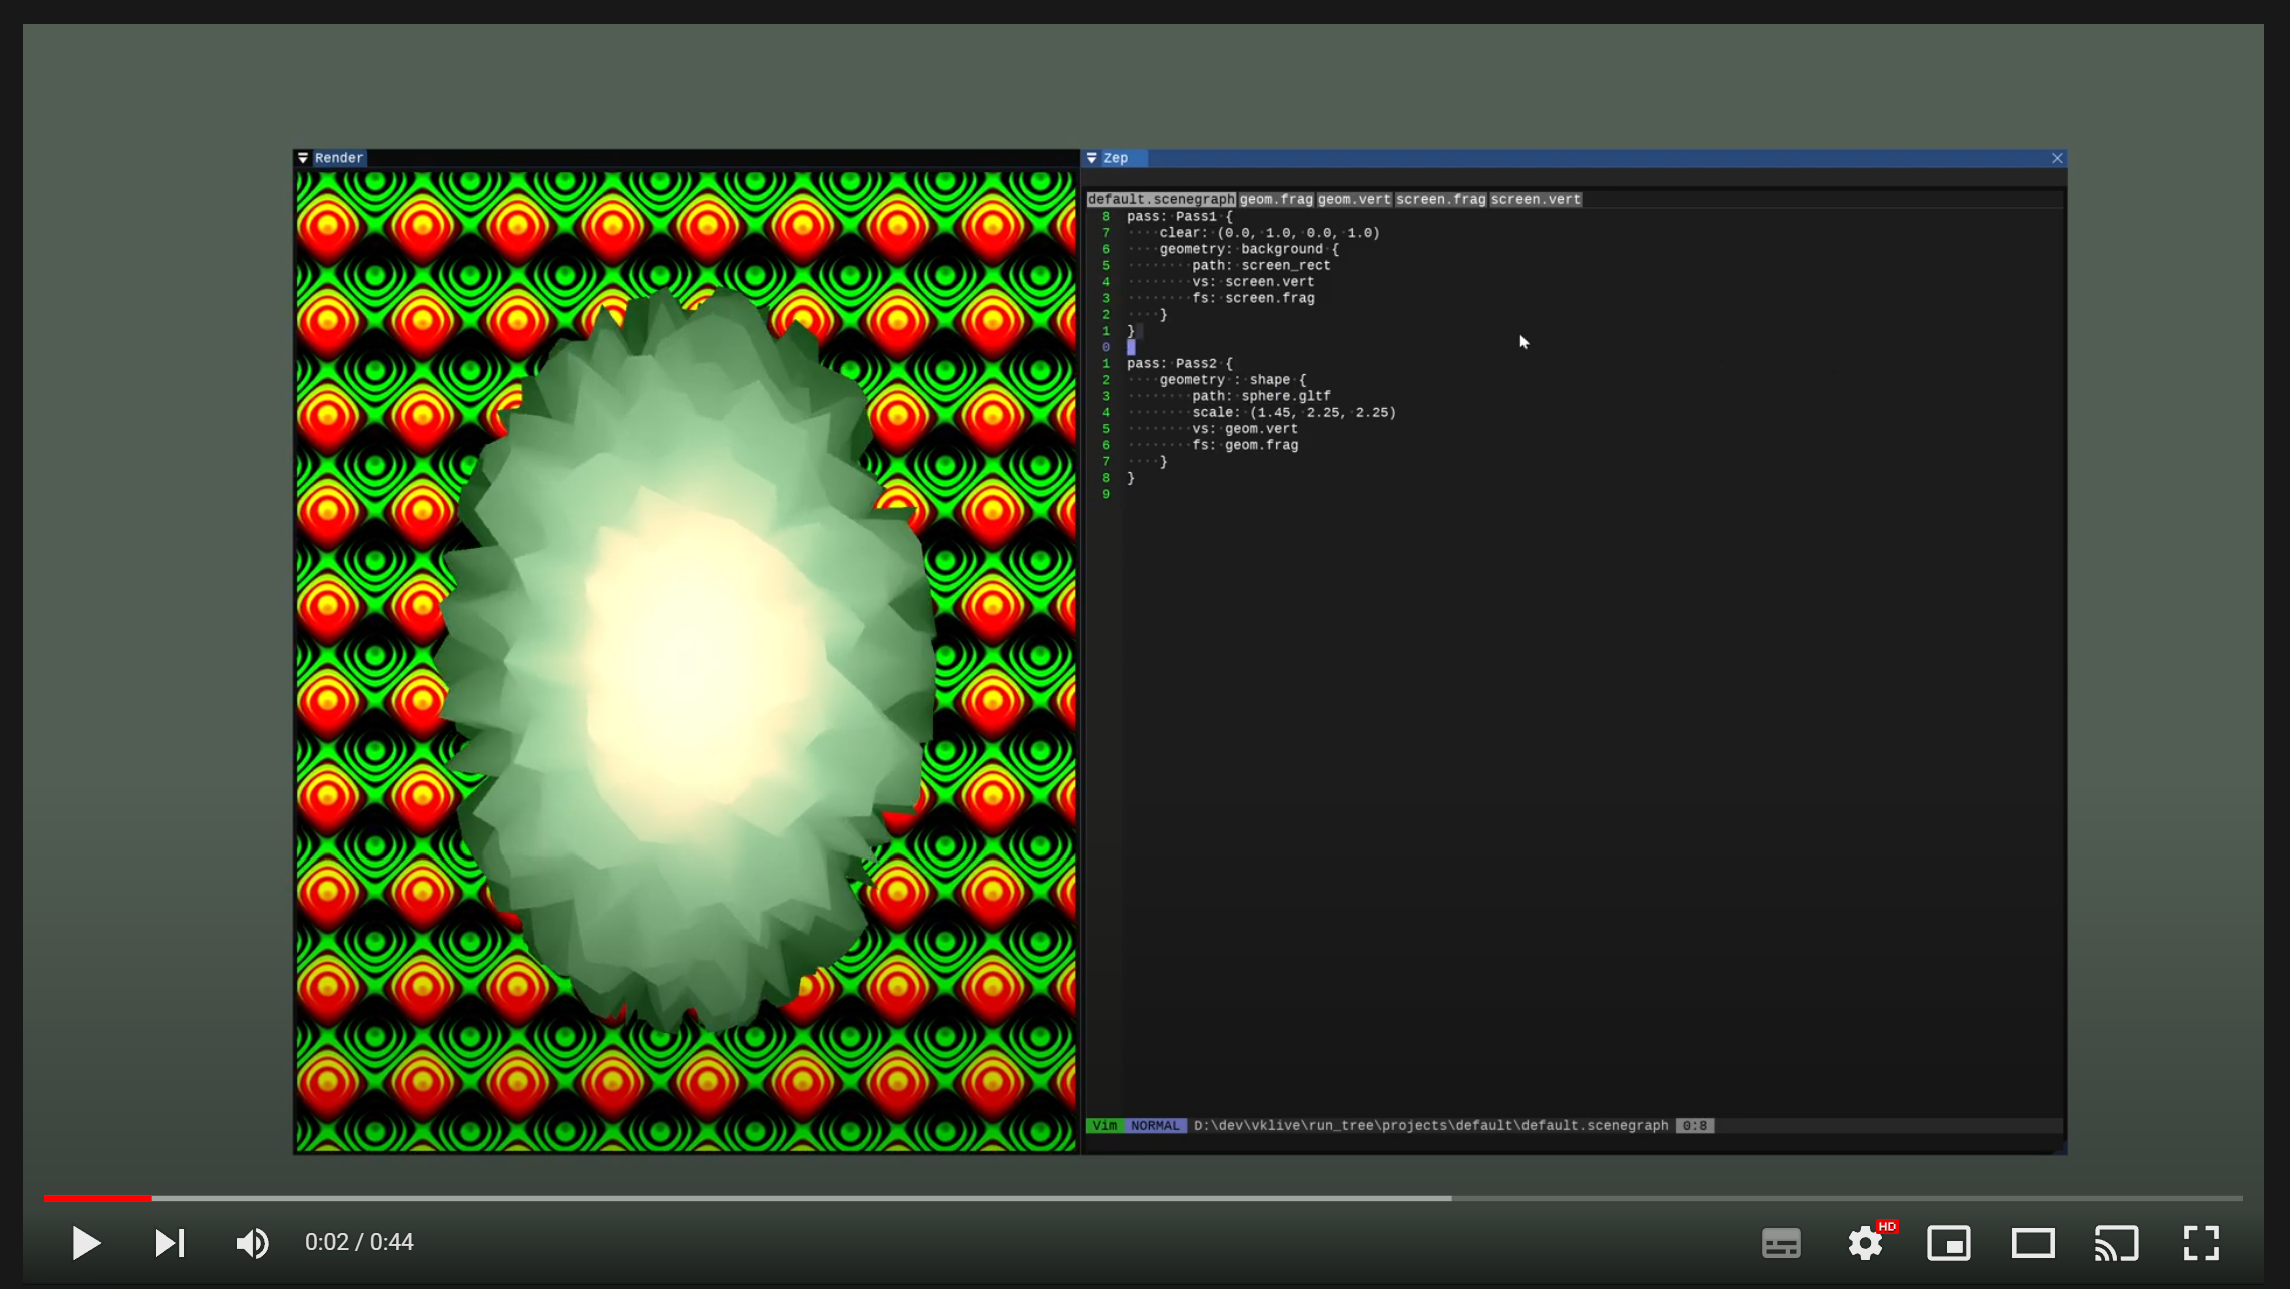 Render
Zep
default.scenegraph geom.frag geom.vert screen.frag screen.vert
8 pass: Pass1 {
7 ····clear: (0.0, 1.0, 0.0, 1.0)
6 ····geometry: background {
5 ········path: screen_rect
4 ········vs: screen.vert
3 ········fs: screen.frag
2 ····}
1 }
0
1 pass: Pass2 {
2 ····geometry : shape {
3 ········path: sphere.gltf
4 ········scale: (1.45, 2.25, 2.25)
5 ········vs: geom.vert
6 ········fs: geom.frag
7 ····}
8 }
9
Vim NORMAL D:\dev\vklive\run_tree\projects\default\default.scenegraph 0:8
0:02 / 0:44
HD